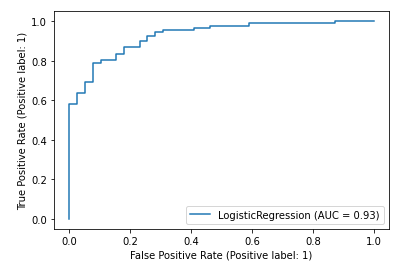 True Positive Rate (Positive label: 1)
1.0
0.8
0.6
0.4
0.2
0.0
LogisticRegression (AUC = 0.93)
0.0 0.2 0.4 0.6 0.8 1.0
False Positive Rate (Positive label: 1)